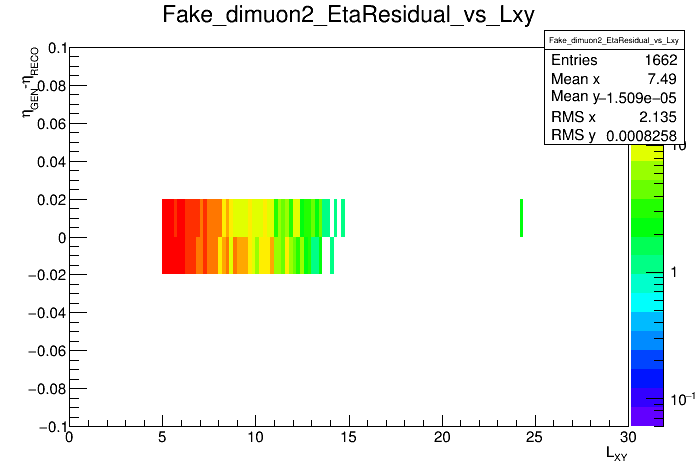 Fake_dimuon2_EtaResidual_vs_Lxy
Fake_dimuon2_EtaResidual_vs_Lxy
Entries 1662
Mean x 7.49
Mean y −1.509e−05
RMS x 2.135
RMS y 0.0008258
η_GEN-η_RECO
0.1
0.08
0.06
0.04
0.02
0
−0.02
−0.04
−0.06
−0.08
−0.1
0 5 10 15 20 25 30
L_XY
10
1
10⁻¹